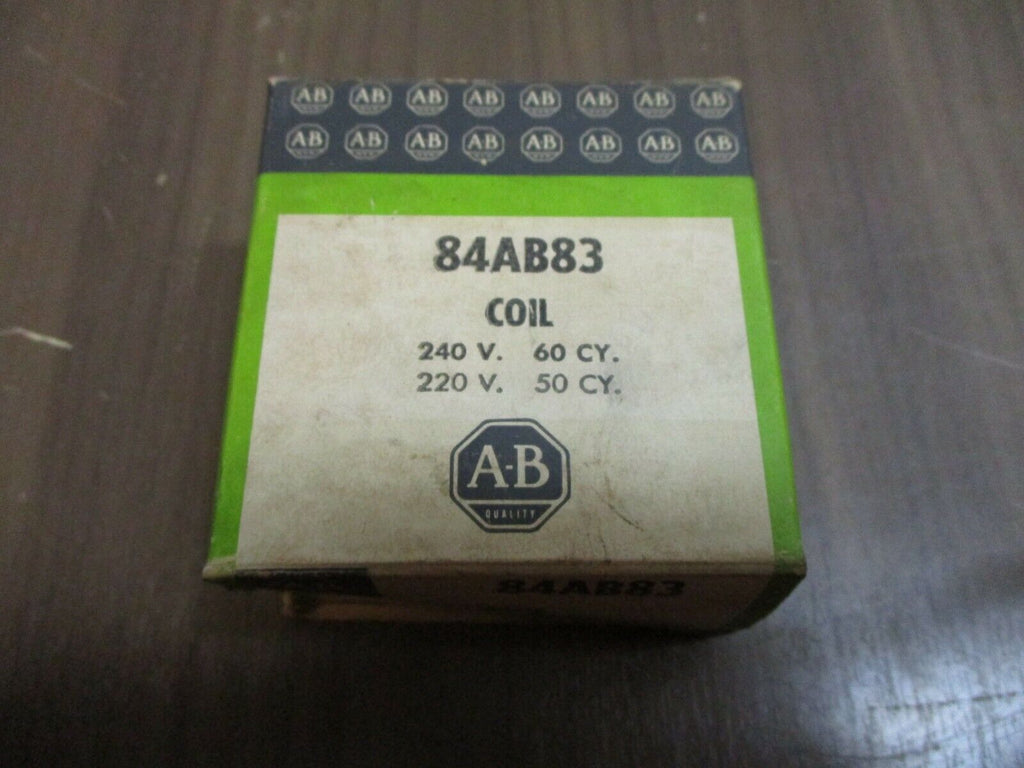 AB AB AB AB AB AB AB AB
AB AB AB AB AB AB AB AB
84AB83
COIL
240 V. 60 CY.
220 V. 50 CY.
A-B
QUALITY
84AB83